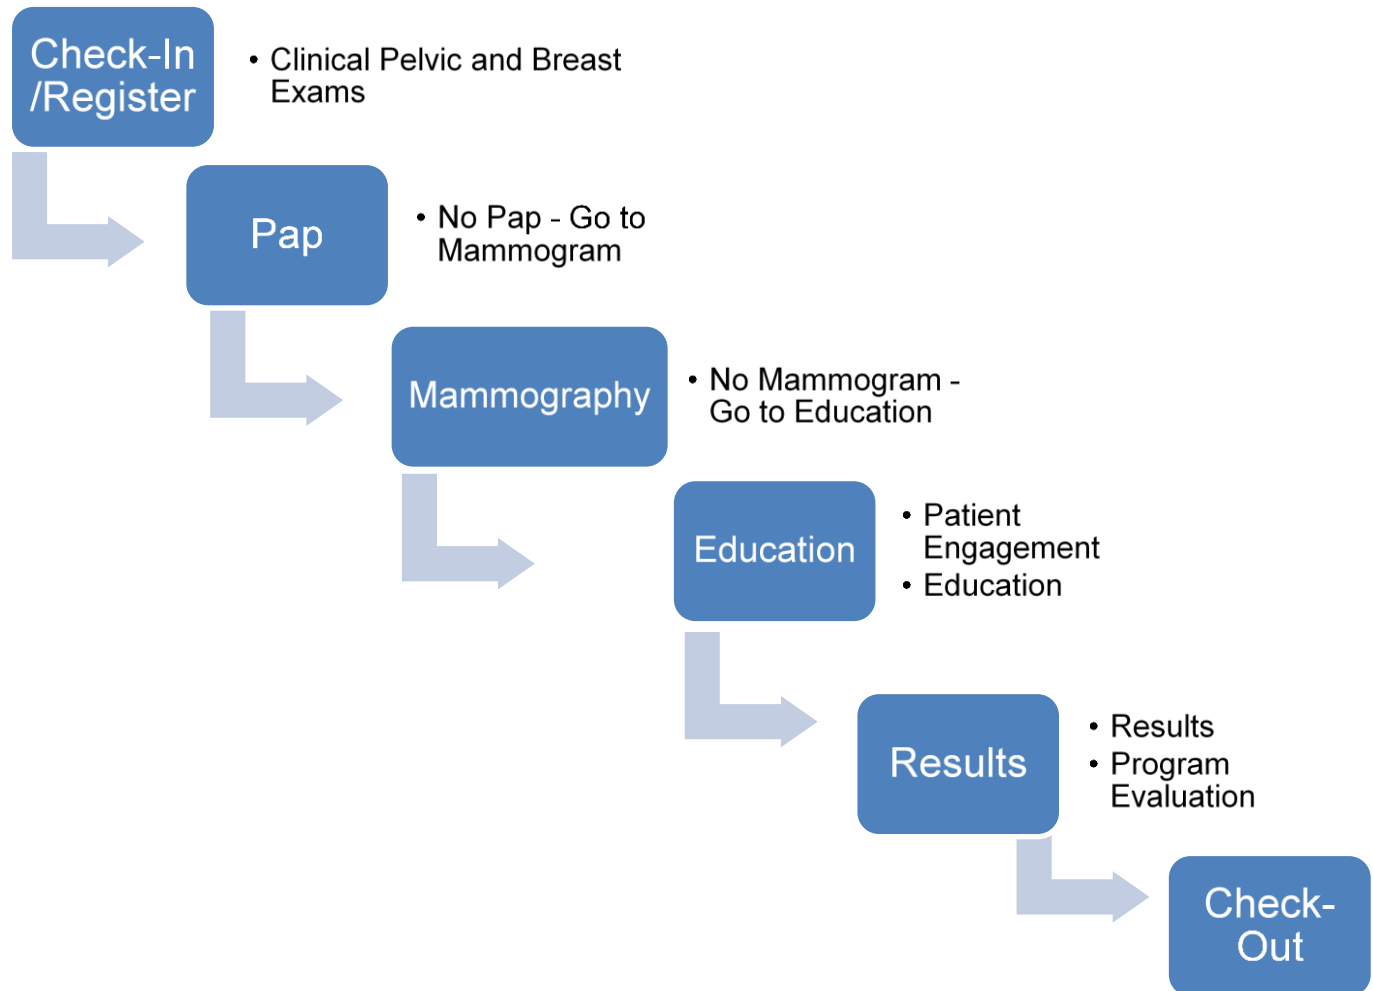 Check-In
/Register
• Clinical Pelvic and Breast
Exams
Pap
• No Pap - Go to
Mammogram
Mammography
• No Mammogram -
Go to Education
Education
• Patient
Engagement
• Education
Results
• Results
• Program
Evaluation
Check-
Out